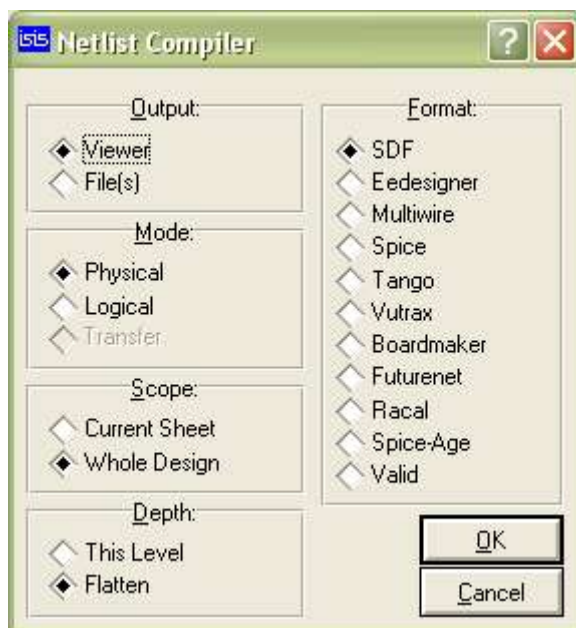 isis Netlist Compiler
Output:
Viewer
File(s)
Mode:
Physical
Logical
Transfer
Scope:
Current Sheet
Whole Design
Depth:
This Level
Flatten
Format:
SDF
Eedesigner
Multiwire
Spice
Tango
Vutrax
Boardmaker
Futurenet
Racal
Spice-Age
Valid
OK
Cancel